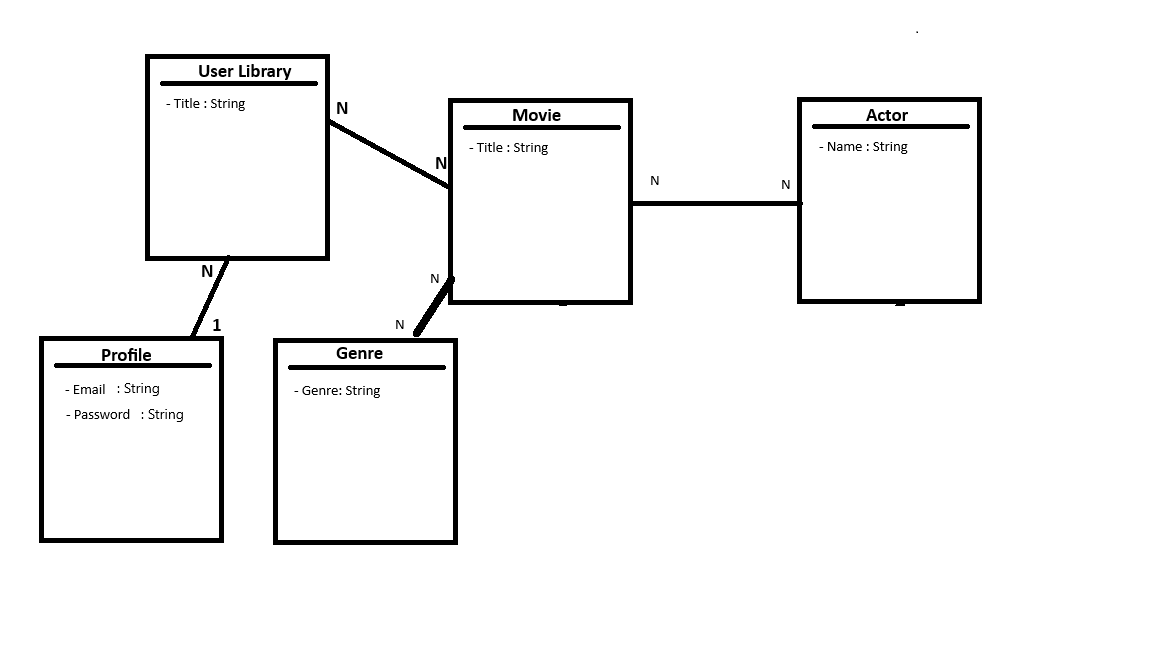 User Library
- Title : String
N
N
N
1
Movie
- Title : String
N
N
N
N
Actor
- Name : String
Profile
- Email : String
- Password : String
Genre
- Genre: String